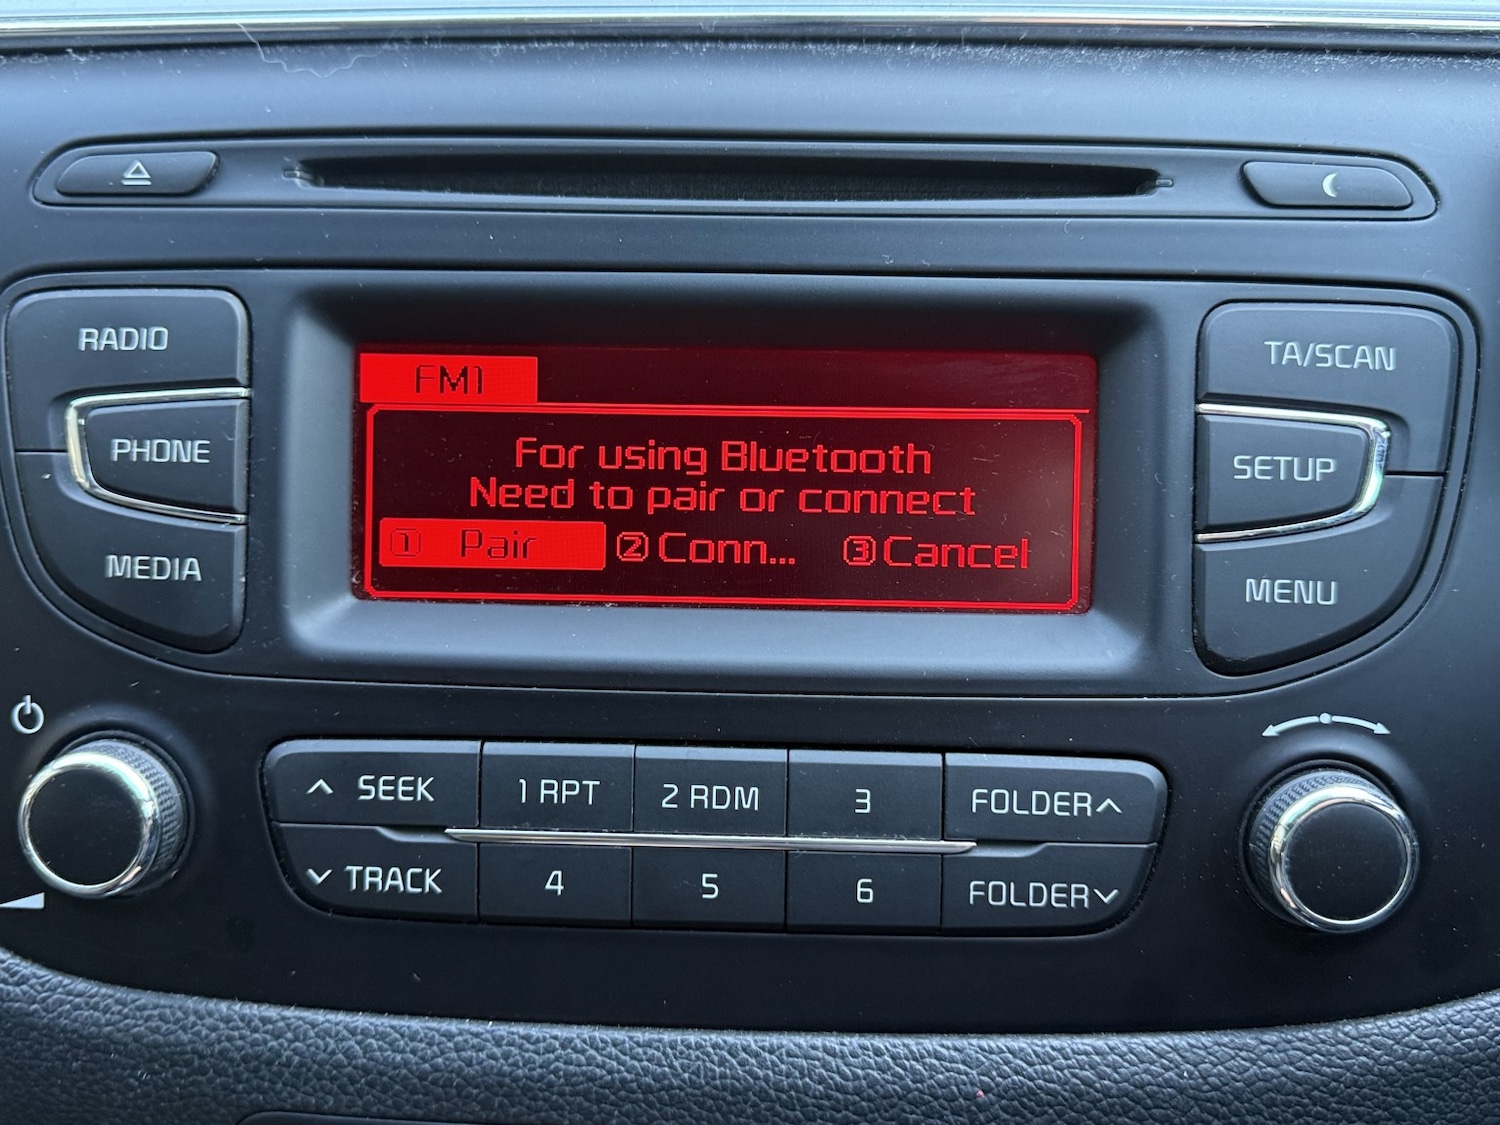 RADIO
PHONE
MEDIA
FM1
For using Bluetooth
Need to pair or connect
① Pair ② Conn... ③ Cancel
TA/SCAN
SETUP
MENU
SEEK 1 RPT 2 RDM 3 FOLDER
TRACK 4 5 6 FOLDER